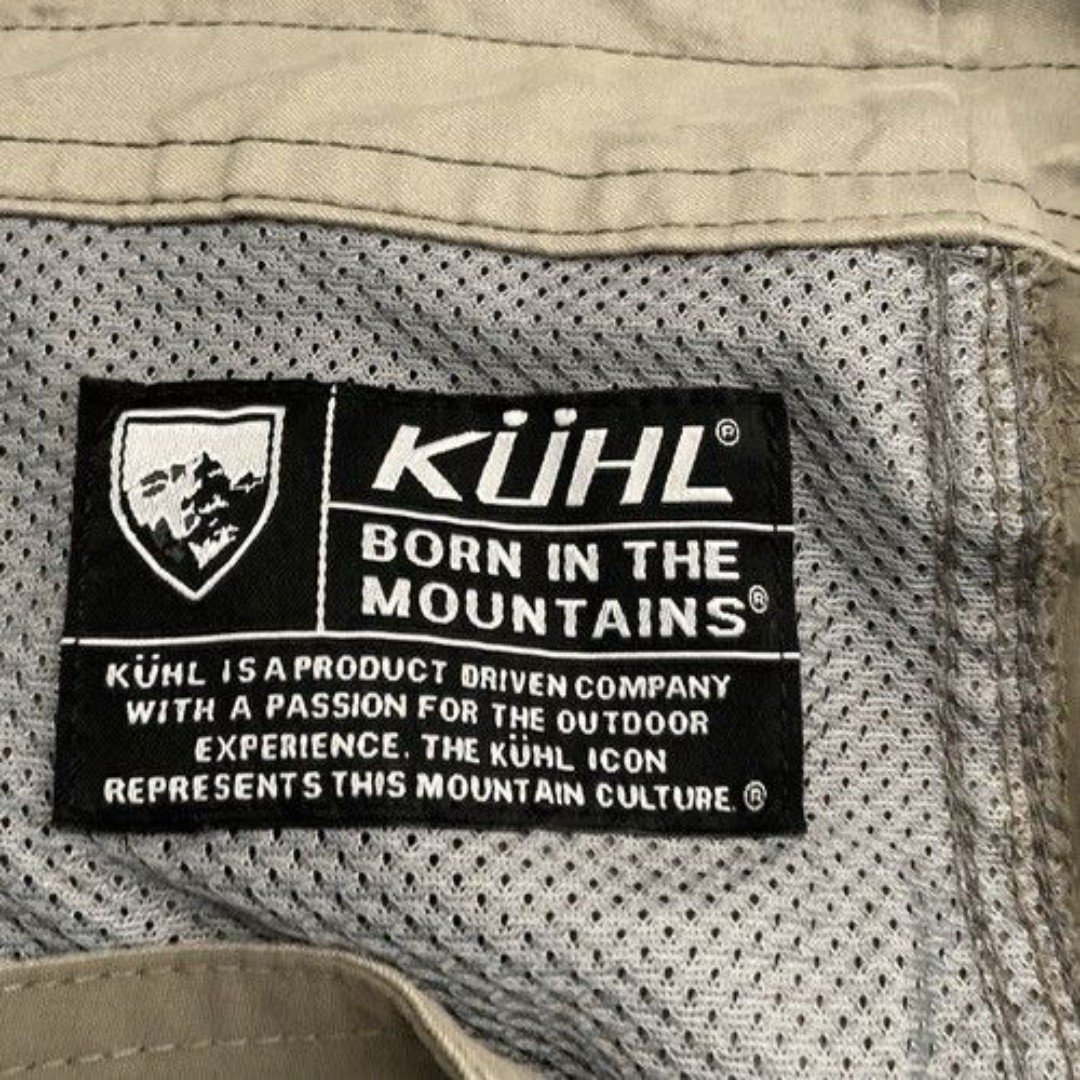 KÜHL®
BORN IN THE
MOUNTAINS®
KÜHL IS A PRODUCT DRIVEN COMPANY
WITH A PASSION FOR THE OUTDOOR
EXPERIENCE. THE KÜHL ICON
REPRESENTS THIS MOUNTAIN CULTURE.®